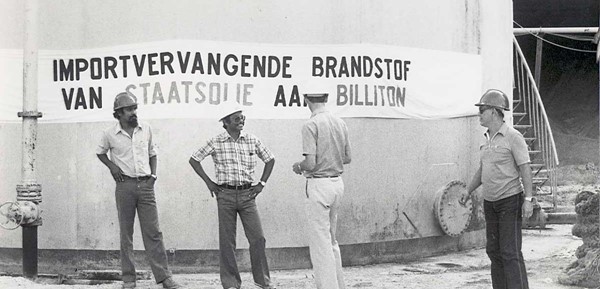 IMPORTVERVANGENDE BRANDSTOF
VAN STAATSOLIE AAN BILLITON